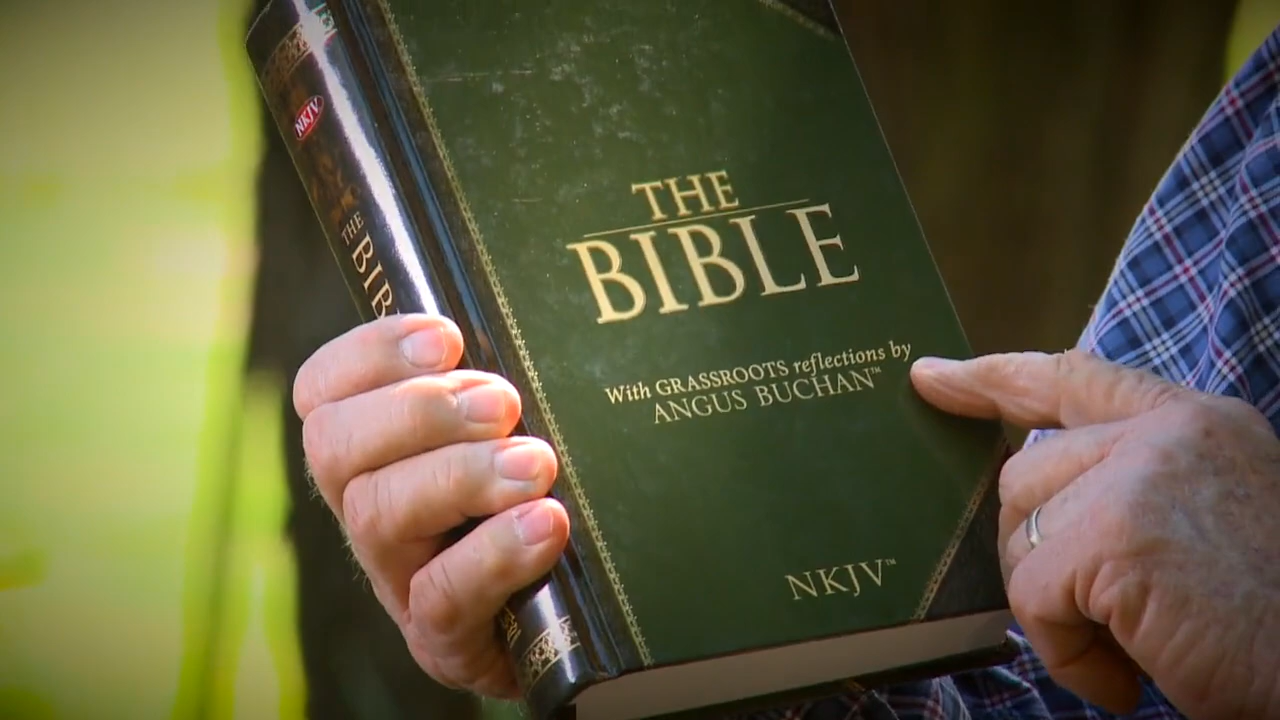 NKJV
THE
BIB
THE
BIBLE
With GRASSROOTS reflections by
ANGUS BUCHAN™
NKJV™